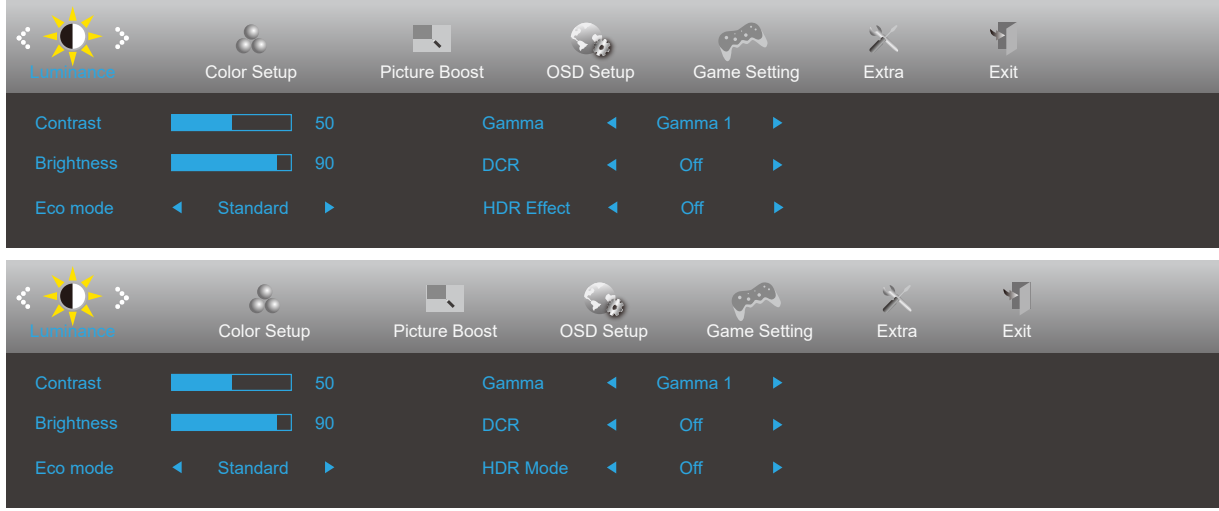 Luminance Color Setup Picture Boost OSD Setup Game Setting Extra Exit
Contrast 50 Gamma Gamma 1
Brightness 90 DCR Off
Eco mode Standard HDR Effect Off
Luminance Color Setup Picture Boost OSD Setup Game Setting Extra Exit
Contrast 50 Gamma Gamma 1
Brightness 90 DCR Off
Eco mode Standard HDR Mode Off